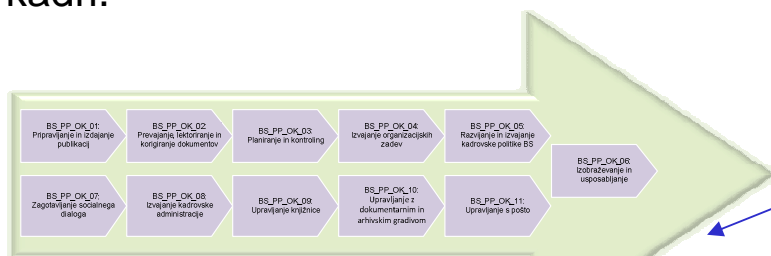 kadri:
BS_PP_OK_01:
Pripravljanje in izdajanje
publikacij
BS_PP_OK_02:
Prevajanje, lektoriranje in
korigiranje dokumentov
BS_PP_OK_03:
Planiranje in kontroling
BS_PP_OK_04:
Izvajanje organizacijskih
zadev
BS_PP_OK_05:
Razvijanje in izvajanje
kadrovske politike BS
BS_PP_OK_06:
Izobraževanje in
usposabljanje
BS_PP_OK_07:
Zagotavljanje socialnega
dialoga
BS_PP_OK_08:
Izvajanje kadrovske
administracije
BS_PP_OK_09:
Upravljanje knjižnice
BS_PP_OK_10:
Upravljanje z
dokumentarnim in
arhivskim gradivom
BS_PP_OK_11:
Upravljanje s pošto